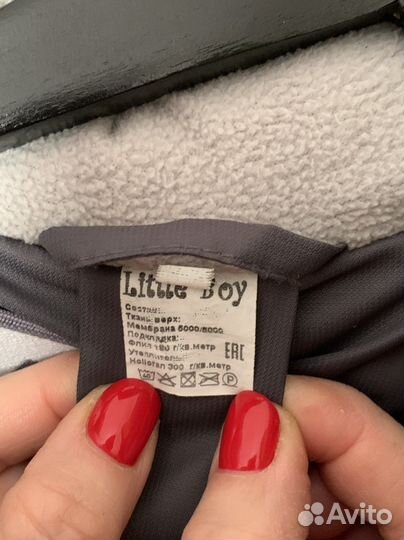 Little Boy
Состав:
Ткань верх:
Мембрана 5000/5000
Подкладка:
Флис 180 г/кв.метр
Утеплитель:
Hollofan 300 г/кв.метр
EAC
Avito